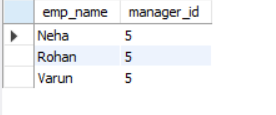 emp_name manager_id
Neha 5
Rohan 5
Varun 5